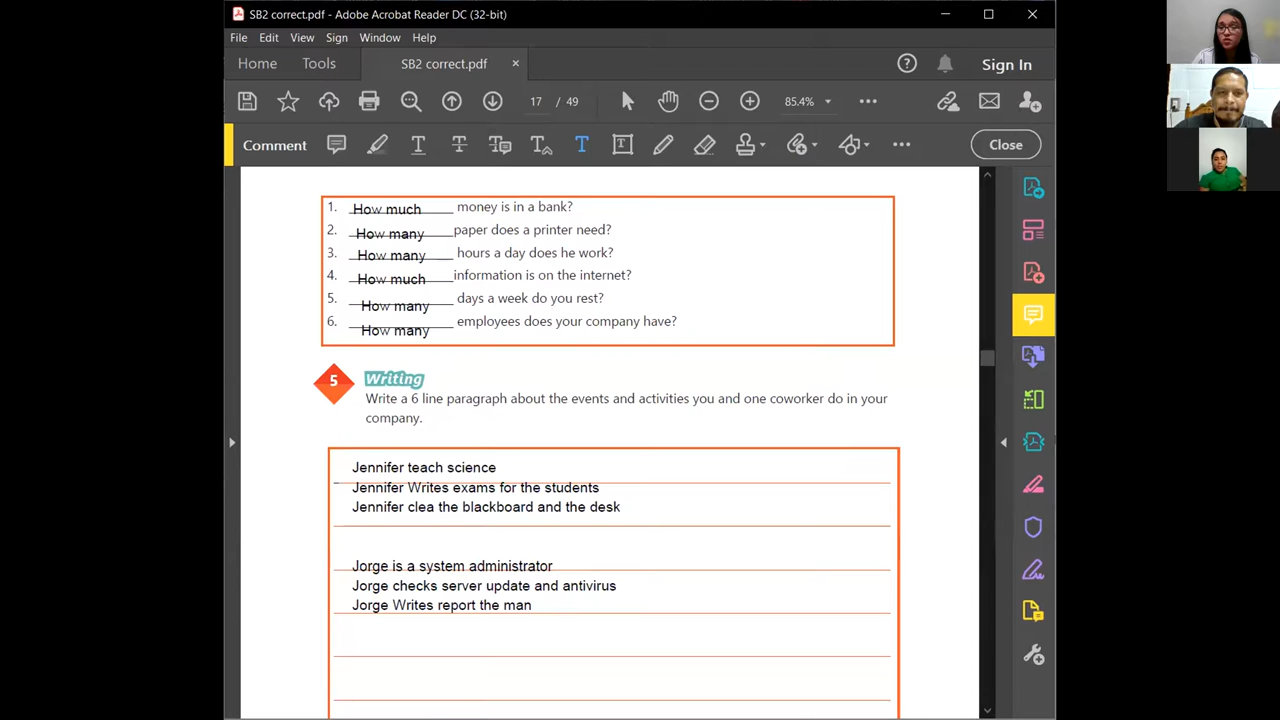 SB2 correct.pdf - Adobe Acrobat Reader DC (32-bit)
File Edit View Sign Window Help
Home Tools SB2 correct.pdf Sign In
17 / 49 85.4%
Comment Close
1. How much money is in a bank?
2. How many paper does a printer need?
3. How many hours a day does he work?
4. How much information is on the internet?
5. How many days a week do you rest?
6. How many employees does your company have?
5 Writing
Write a 6 line paragraph about the events and activities you and one coworker do in your
company.
Jennifer teach science
Jennifer Writes exams for the students
Jennifer clea the blackboard and the desk
Jorge is a system administrator
Jorge checks server update and antivirus
Jorge Writes report the man